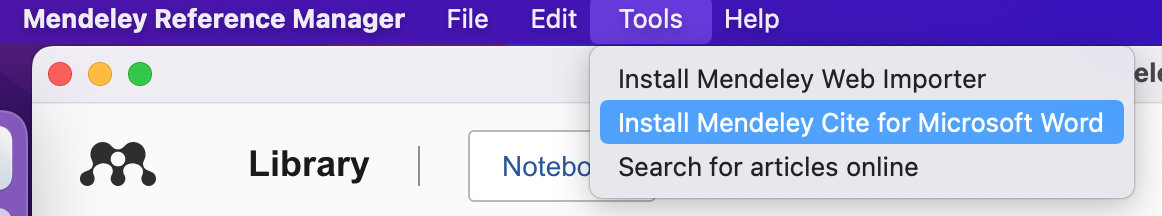 Mendeley Reference Manager File Edit Tools Help
Install Mendeley Web Importer
Install Mendeley Cite for Microsoft Word
Library Notebo
Search for articles online